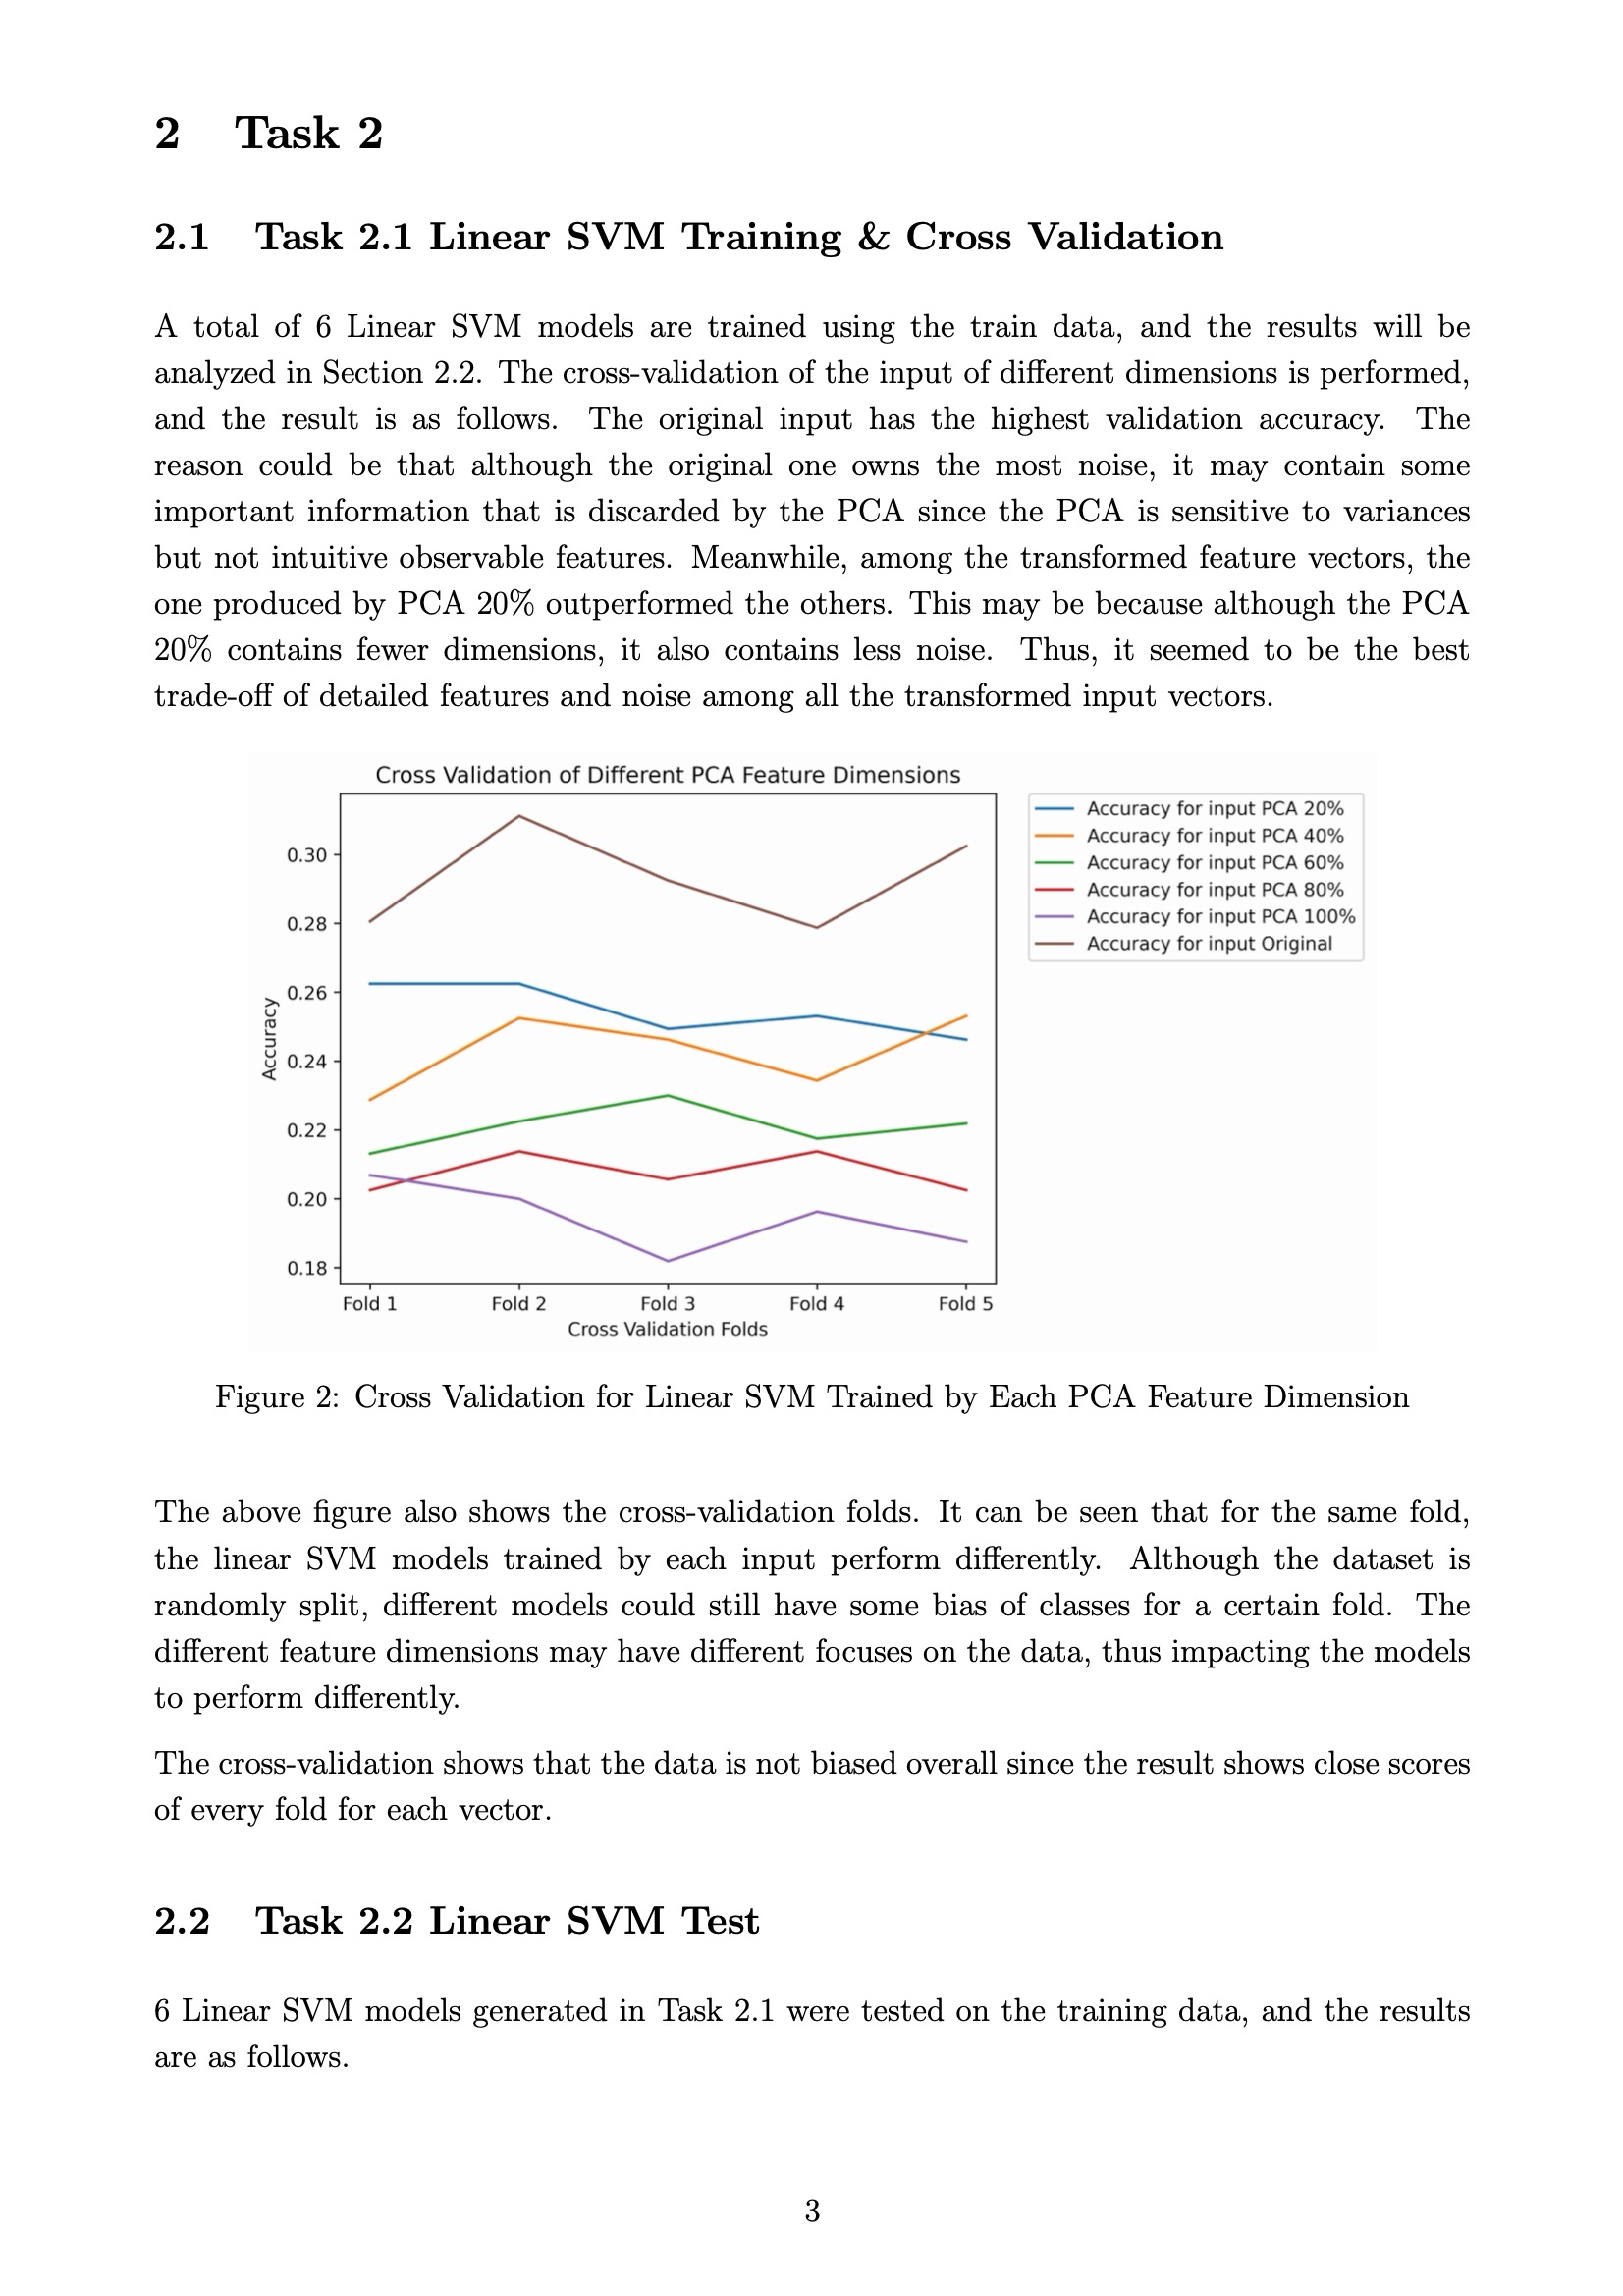 2 Task 2
2.1 Task 2.1 Linear SVM Training & Cross Validation
A total of 6 Linear SVM models are trained using the train data, and the results will be
analyzed in Section 2.2. The cross-validation of the input of different dimensions is performed,
and the result is as follows. The original input has the highest validation accuracy. The
reason could be that although the original one owns the most noise, it may contain some
important information that is discarded by the PCA since the PCA is sensitive to variances
but not intuitive observable features. Meanwhile, among the transformed feature vectors, the
one produced by PCA 20% outperformed the others. This may be because although the PCA
20% contains fewer dimensions, it also contains less noise. Thus, it seemed to be the best
trade-off of detailed features and noise among all the transformed input vectors.
Cross Validation of Different PCA Feature Dimensions
Accuracy
0.30
0.28
0.26
0.24
0.22
0.20
0.18
Fold 1 Fold 2 Fold 3 Fold 4 Fold 5
Cross Validation Folds
Accuracy for input PCA 20%
Accuracy for input PCA 40%
Accuracy for input PCA 60%
Accuracy for input PCA 80%
Accuracy for input PCA 100%
Accuracy for input Original
Figure 2: Cross Validation for Linear SVM Trained by Each PCA Feature Dimension
The above figure also shows the cross-validation folds. It can be seen that for the same fold,
the linear SVM models trained by each input perform differently. Although the dataset is
randomly split, different models could still have some bias of classes for a certain fold. The
different feature dimensions may have different focuses on the data, thus impacting the models
to perform differently.
The cross-validation shows that the data is not biased overall since the result shows close scores
of every fold for each vector.
2.2 Task 2.2 Linear SVM Test
6 Linear SVM models generated in Task 2.1 were tested on the training data, and the results
are as follows.
3